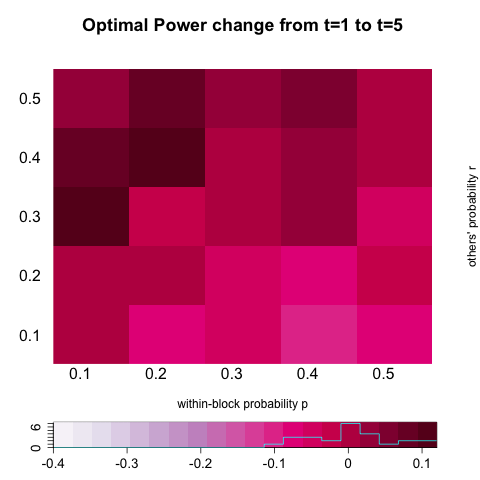 Optimal Power change from t=1 to t=5
0.5
0.4
0.3
0.2
0.1
others' probability r
0.1 0.2 0.3 0.4 0.5
within-block probability p
0 6
-0.4 -0.3 -0.2 -0.1 0 0.1